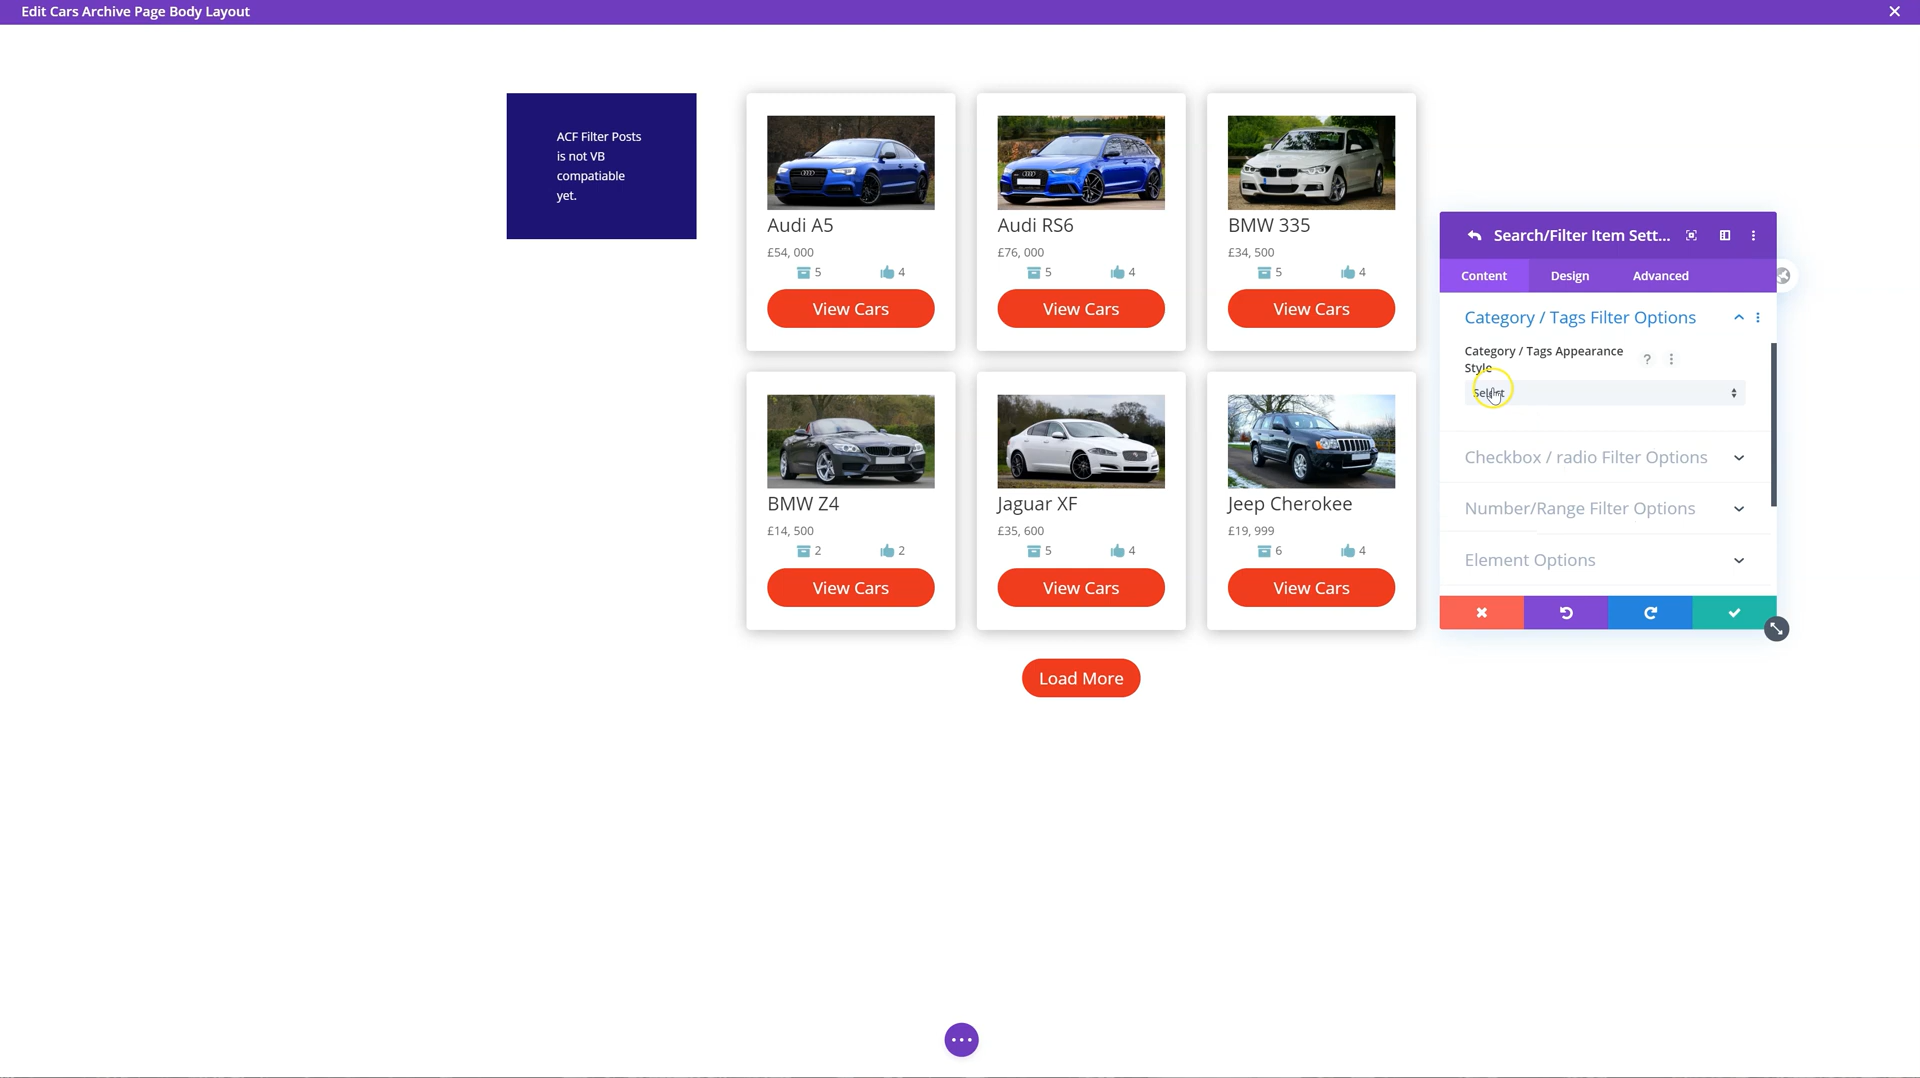 Edit Cars Archive Page Body Layout
ACF Filter Posts
is not VB
compatiable
yet.
Audi A5
£54, 000
5
4
View Cars
Audi RS6
£76, 000
5
4
View Cars
BMW 335
£34, 500
5
4
View Cars
BMW Z4
£14, 500
2
2
View Cars
Jaguar XF
£35, 600
5
4
View Cars
Jeep Cherokee
£19, 999
6
4
View Cars
Load More
Search/Filter Item Sett...
Content
Design
Advanced
Category / Tags Filter Options
Category / Tags Appearance
Style
?
Select
Checkbox / radio Filter Options
Number/Range Filter Options
Element Options